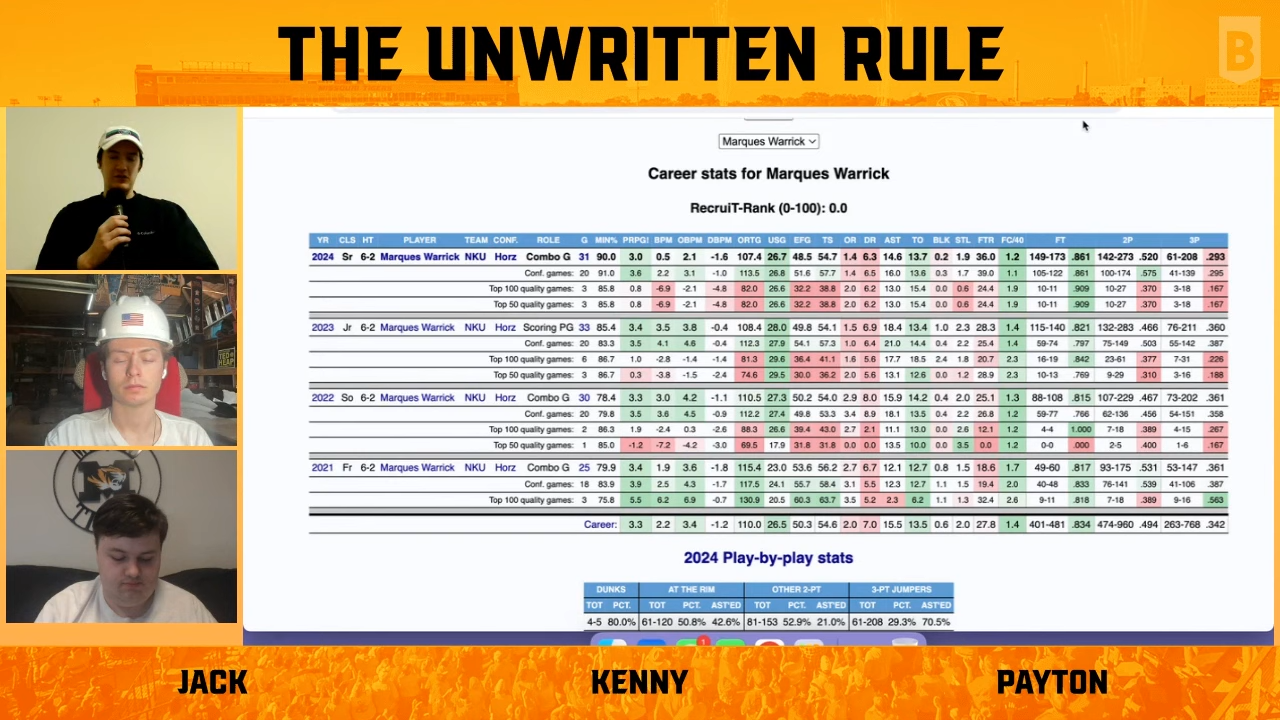 THE UNWRITTEN RULE
B
Marques Warrick
Career stats for Marques Warrick
RecruiT-Rank (0-100): 0.0
YR CLS HT PLAYER TEAM CONF. ROLE G MIN% PRPG! BPM OBPM DBPM ORTG USG EFG TS OR DR AST TO BLK STL FTR FC/40 FT 2P 3P
2024 Sr 6-2 Marques Warrick NKU Horz Combo G 31 90.0 3.0 0.5 2.1 -1.6 107.4 26.7 48.5 54.7 1.4 6.3 14.6 13.7 0.2 1.9 36.0 1.2 149-173 .861 142-273 .520 61-208 .293
Conf. games: 20 91.0 3.6 2.2 3.1 -1.0 113.5 26.8 51.6 57.7 1.4 6.5 16.0 13.6 0.3 1.7 39.0 1.1 105-122 .861 100-174 .575 41-139 .295
Top 100 quality games: 3 85.8 0.8 -6.9 -2.1 -4.8 82.0 26.6 32.2 38.8 2.0 6.2 13.0 15.4 0.0 0.6 24.4 1.9 10-11 .909 10-27 .370 3-18 .167
Top 50 quality games: 3 85.8 0.8 -6.9 -2.1 -4.8 82.0 26.6 32.2 38.8 2.0 6.2 13.0 15.4 0.0 0.6 24.4 1.9 10-11 .909 10-27 .370 3-18 .167
2023 Jr 6-2 Marques Warrick NKU Horz Scoring PG 33 85.4 3.4 3.5 3.8 -0.4 108.4 28.0 49.8 54.1 1.5 6.9 18.4 13.4 1.0 2.3 28.3 1.4 115-140 .821 132-283 .466 76-211 .360
Conf. games: 20 83.3 3.5 4.1 4.6 -0.4 112.3 27.9 54.1 57.3 1.0 6.4 21.0 14.4 0.6 2.2 25.4 1.4 59-74 .797 75-149 .503 55-142 .387
Top 100 quality games: 6 86.7 1.0 -2.8 -1.4 -1.4 81.3 29.6 36.4 41.1 1.6 5.6 17.7 18.5 2.4 1.8 20.7 2.3 16-19 .842 23-61 .377 7-31 .226
Top 50 quality games: 3 86.7 0.3 -3.8 -1.5 -2.4 74.6 29.5 30.0 36.2 2.0 5.6 13.1 12.6 0.0 1.2 28.9 2.3 10-13 .769 9-29 .310 3-16 .188
2022 So 6-2 Marques Warrick NKU Horz Combo G 30 78.4 3.3 3.0 4.2 -1.1 110.5 27.3 50.2 54.0 2.9 8.0 15.9 14.2 0.4 2.0 25.1 1.3 88-108 .815 107-229 .467 73-202 .361
Conf. games: 20 79.8 3.5 3.6 4.5 -0.9 112.2 27.4 49.8 53.3 3.4 8.9 18.1 13.5 0.4 2.2 26.8 1.2 59-77 .766 62-136 .456 54-151 .358
Top 100 quality games: 2 86.3 1.9 -2.4 0.3 -2.6 88.3 26.6 39.4 43.0 2.7 2.1 11.1 13.0 0.0 2.6 12.1 1.2 4-4 1.000 7-18 .389 4-15 .267
Top 50 quality games: 1 85.0 -1.2 -7.2 -4.2 -3.0 69.5 17.9 31.8 31.8 0.0 0.0 13.5 10.0 0.0 3.5 0.0 1.2 0-0 .000 2-5 .400 1-6 .167
2021 Fr 6-2 Marques Warrick NKU Horz Combo G 25 79.9 3.4 1.9 3.6 -1.8 115.4 23.0 53.6 56.2 2.7 6.7 12.1 12.7 0.8 1.5 18.6 1.7 49-60 .817 93-175 .531 53-147 .361
Conf. games: 18 83.9 3.9 2.5 4.3 -1.7 117.5 24.1 55.7 58.4 3.1 5.5 12.3 12.7 1.1 1.5 19.4 2.0 40-48 .833 76-141 .539 41-106 .387
Top 100 quality games: 3 75.8 5.5 6.2 6.9 -0.7 130.9 20.5 60.3 63.7 3.5 5.2 2.3 6.2 1.1 1.3 32.4 2.6 9-11 .818 7-18 .389 9-16 .563
Career: 3.3 2.2 3.4 -1.2 110.0 26.5 50.3 54.6 2.0 7.0 15.5 13.5 0.6 2.0 27.8 1.4 401-481 .834 474-960 .494 263-768 .342
2024 Play-by-play stats
DUNKS AT THE RIM OTHER 2-PT 3-PT JUMPERS
TOT PCT. TOT PCT. AST'ED TOT PCT. AST'ED TOT PCT. AST'ED
4-5 80.0% 61-120 50.8% 42.6% 81-153 52.9% 21.0% 61-208 29.3% 70.5%
1
JACK KENNY PAYTON